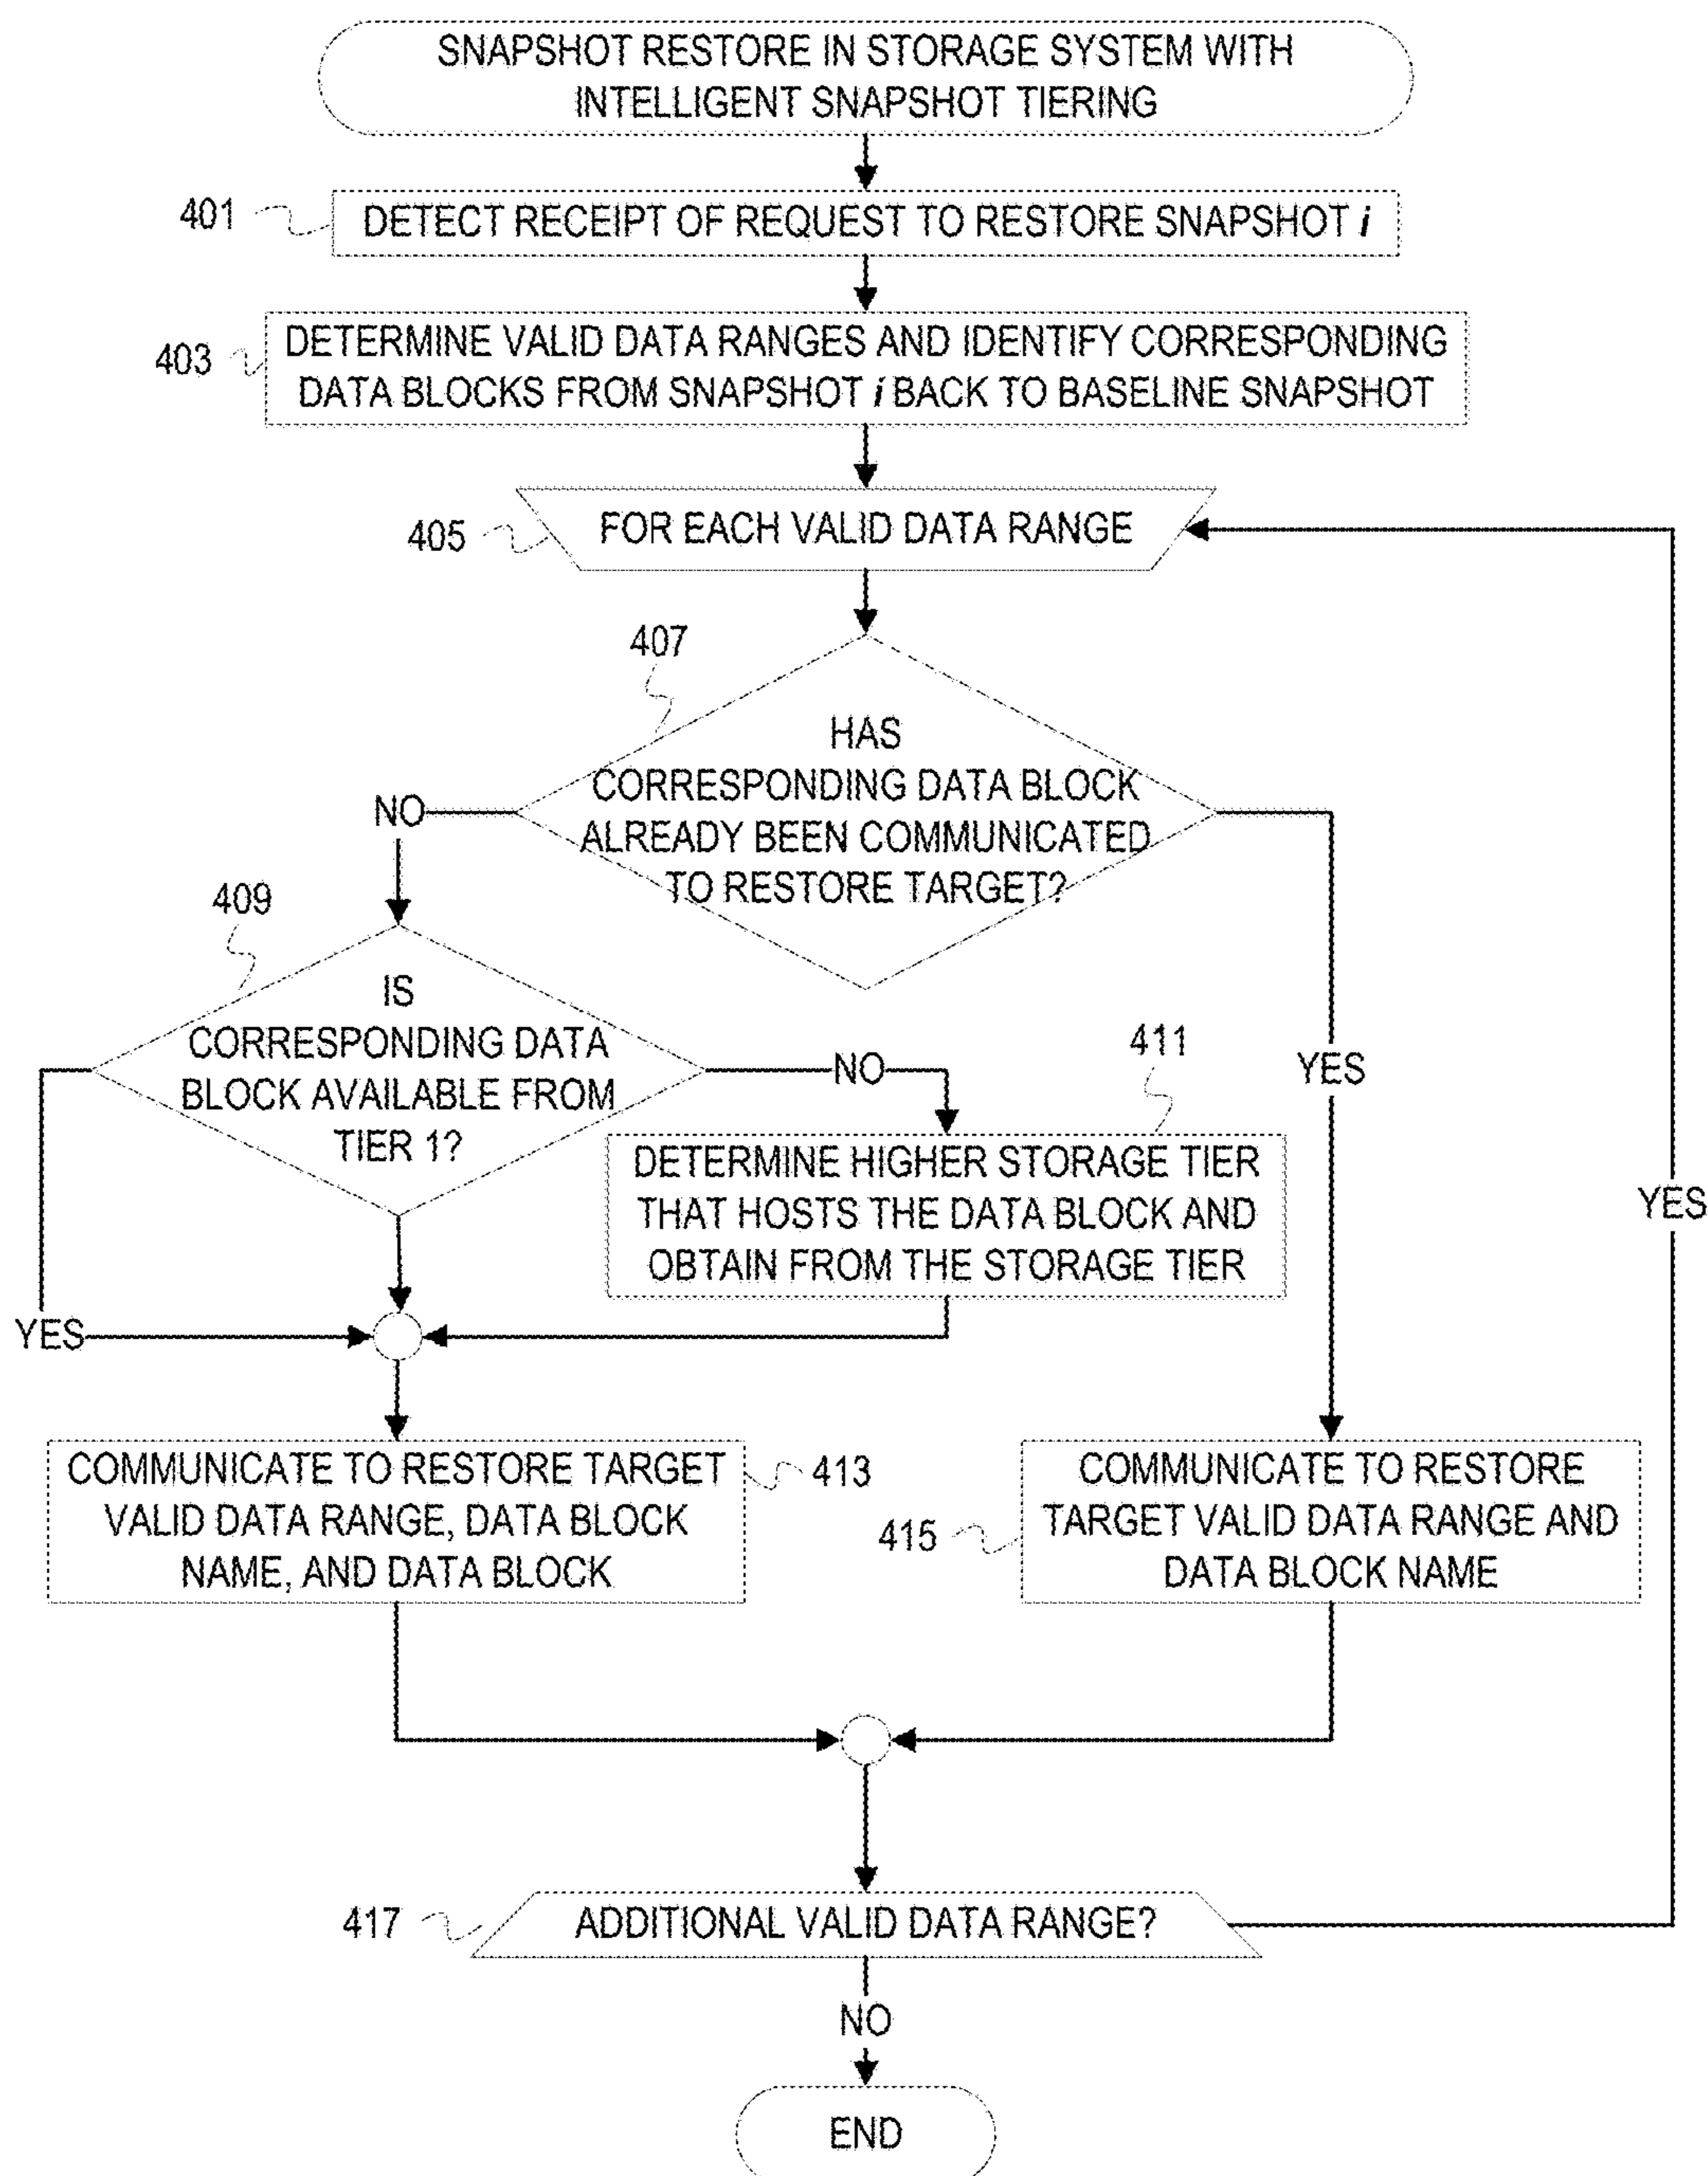 SNAPSHOT RESTORE IN STORAGE SYSTEM WITH
INTELLIGENT SNAPSHOT TIERING
401
DETECT RECEIPT OF REQUEST TO RESTORE SNAPSHOT i
403
DETERMINE VALID DATA RANGES AND IDENTIFY CORRESPONDING
DATA BLOCKS FROM SNAPSHOT i BACK TO BASELINE SNAPSHOT
405
FOR EACH VALID DATA RANGE
407
HAS
CORRESPONDING DATA BLOCK
ALREADY BEEN COMMUNICATED
TO RESTORE TARGET?
NO
YES
409
IS
CORRESPONDING DATA
BLOCK AVAILABLE FROM
TIER 1?
NO
YES
411
DETERMINE HIGHER STORAGE TIER
THAT HOSTS THE DATA BLOCK AND
OBTAIN FROM THE STORAGE TIER
COMMUNICATE TO RESTORE TARGET
VALID DATA RANGE, DATA BLOCK
NAME, AND DATA BLOCK
413
415
COMMUNICATE TO RESTORE
TARGET VALID DATA RANGE AND
DATA BLOCK NAME
417
ADDITIONAL VALID DATA RANGE?
YES
NO
END